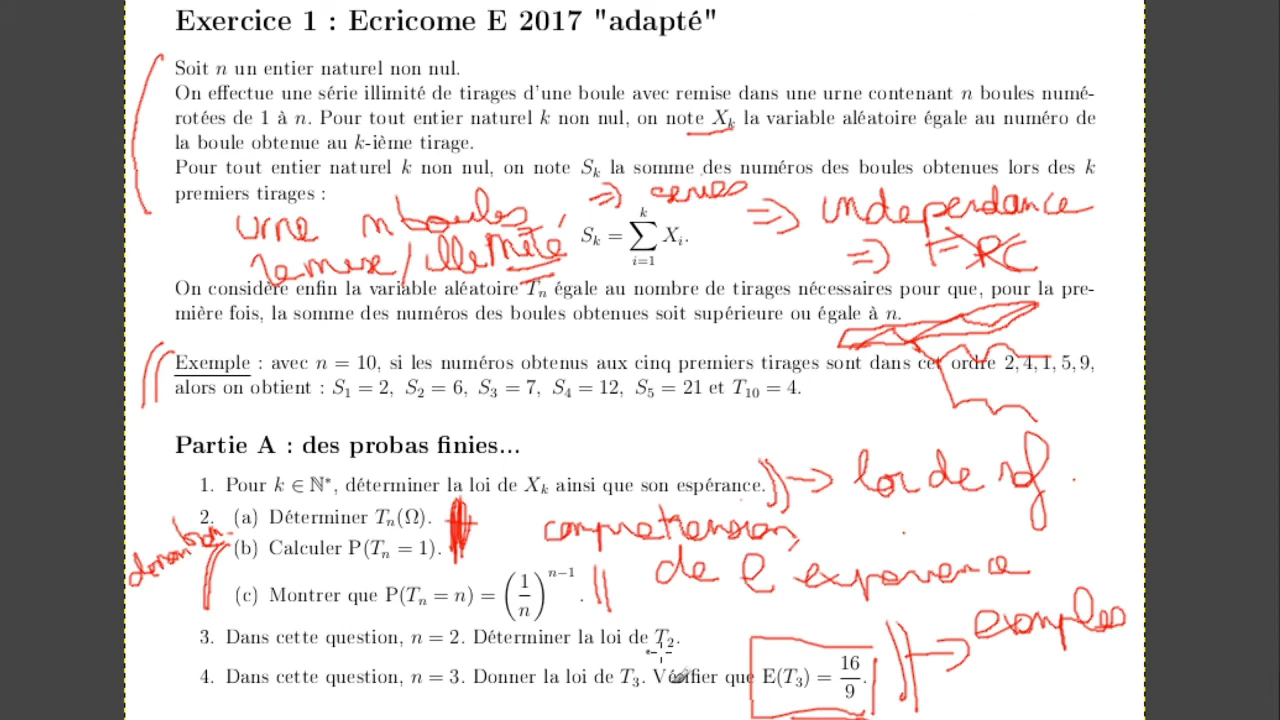 Exercice 1 : Ecricome E 2017 "adapté"
Soit n un entier naturel non nul.
On effectue une série illimité de tirages d'une boule avec remise dans une urne contenant n boules numé-
rotées de 1 à n. Pour tout entier naturel k non nul, on note X_k la variable aléatoire égale au numéro de
la boule obtenue au k-ième tirage.
Pour tout entier naturel k non nul, on note S_k la somme des numéros des boules obtenues lors des k
premiers tirages :
⇒ series
urne n boules
remise / illimité
S_k = ∑_{i=1}^{k} X_i.
⇒ independance
⇒ FRC
On considère enfin la variable aléatoire T_n égale au nombre de tirages nécessaires pour que, pour la pre-
mière fois, la somme des numéros des boules obtenues soit supérieure ou égale à n.
Exemple : avec n = 10, si les numéros obtenus aux cinq premiers tirages sont dans cet ordre 2, 4, 1, 5, 9,
alors on obtient : S_1 = 2, S_2 = 6, S_3 = 7, S_4 = 12, S_5 = 21 et T_10 = 4.
Partie A : des probas finies...
1. Pour k ∈ ℕ*, déterminer la loi de X_k ainsi que son espérance. → loi de rdf
2. (a) Déterminer T_n(Ω).
comprehension
(b) Calculer P(T_n = 1).
de l'experience
(c) Montrer que P(T_n = n) = (1/n)^{n−1}.
3. Dans cette question, n = 2. Déterminer la loi de T_2.
→ exemples
4. Dans cette question, n = 3. Donner la loi de T_3. Vérifier que E(T_3) = 16/9.